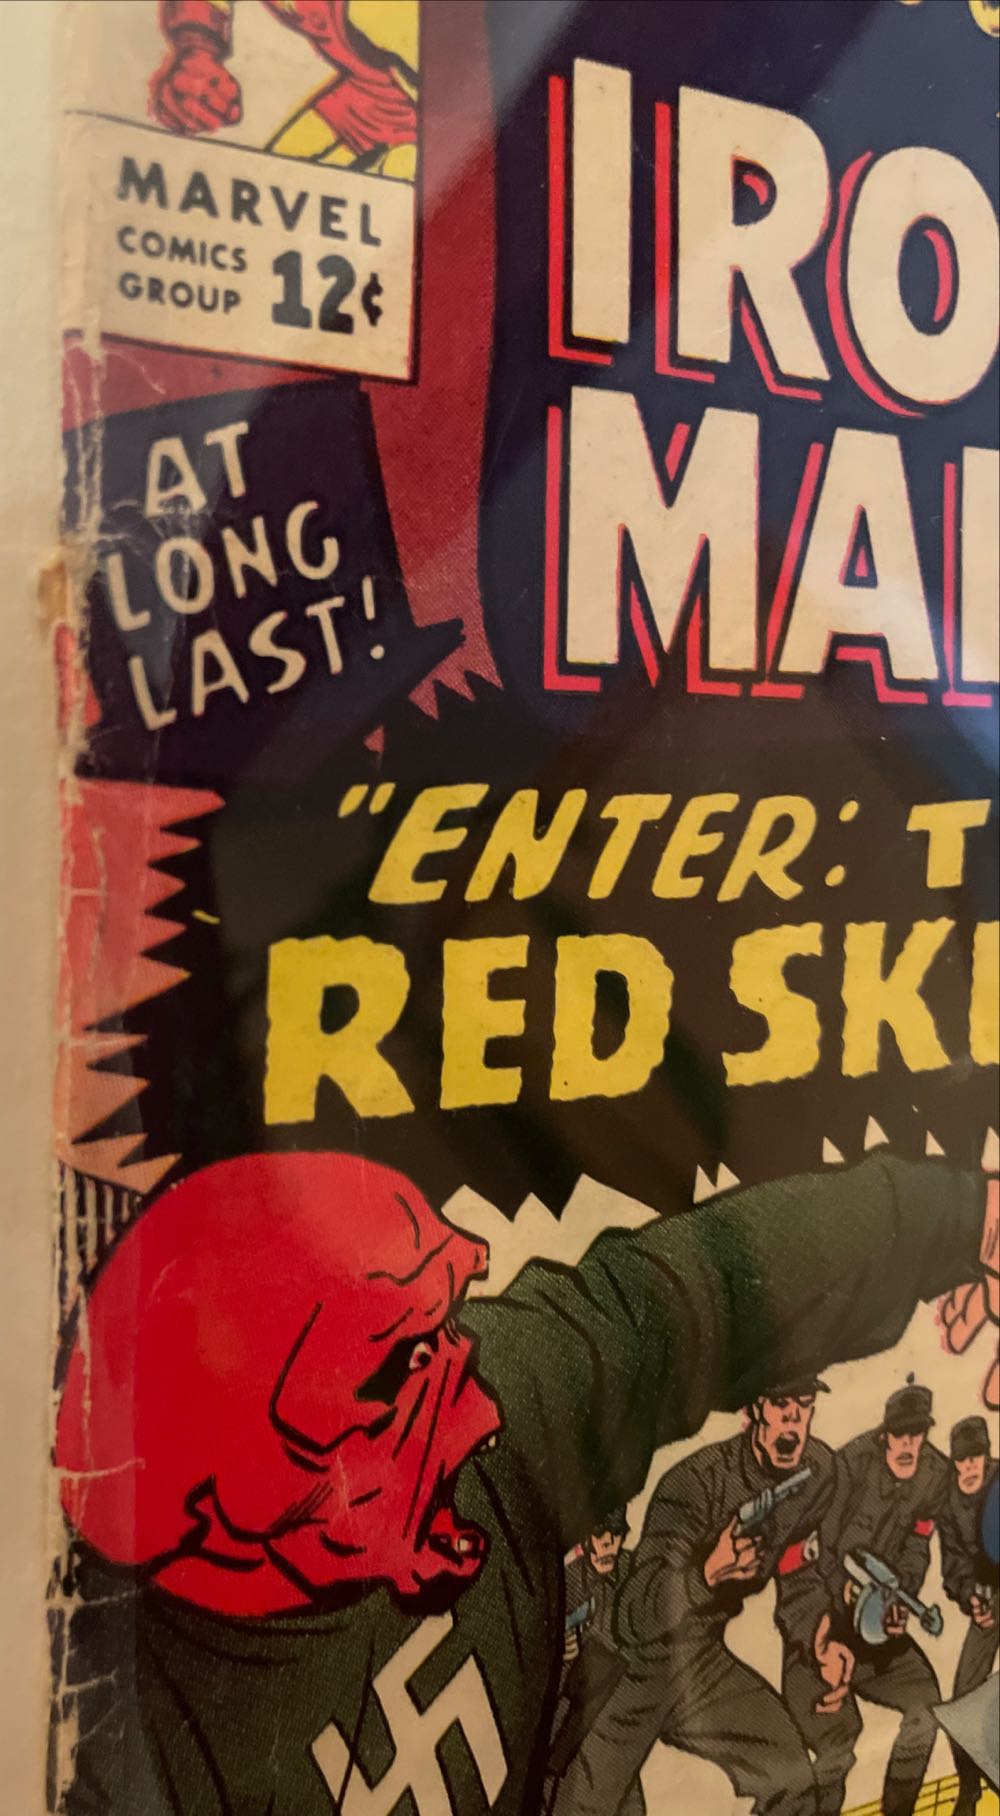 MARVEL
COMICS
GROUP 12¢
IRO
MA
AT
LONG
LAST!
"ENTER: T
RED SK